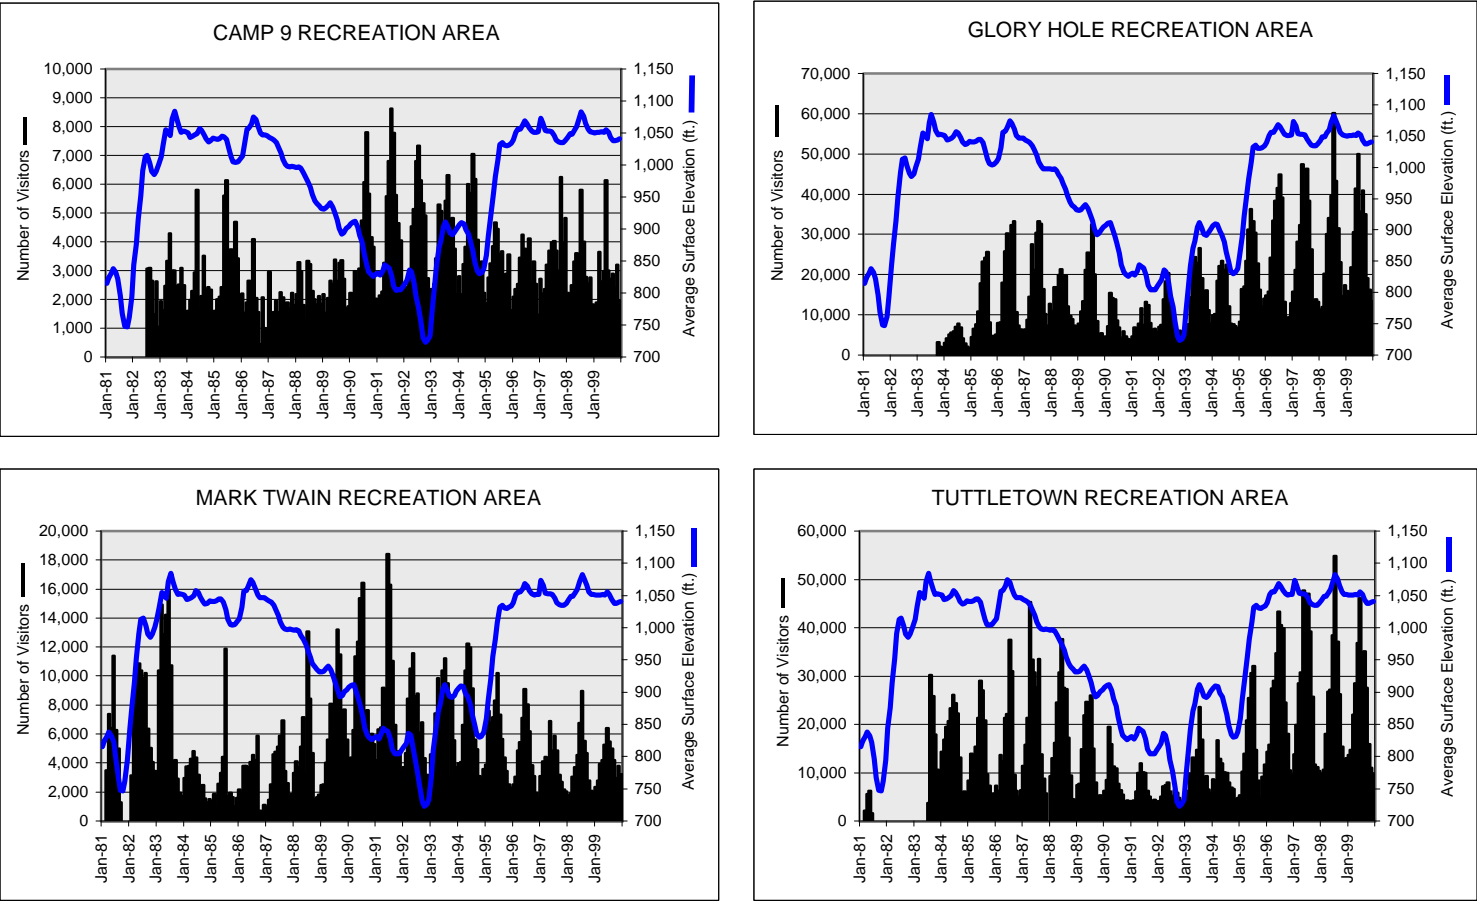 CAMP 9 RECREATION AREA
10,000
9,000
8,000
7,000
6,000
5,000
4,000
3,000
2,000
1,000
0
Number of Visitors
1,150
1,100
1,050
1,000
950
900
850
800
750
700
Average Surface Elevation (ft.)
Jan-81
Jan-82
Jan-83
Jan-84
Jan-85
Jan-86
Jan-87
Jan-88
Jan-89
Jan-90
Jan-91
Jan-92
Jan-93
Jan-94
Jan-95
Jan-96
Jan-97
Jan-98
Jan-99
GLORY HOLE RECREATION AREA
70,000
60,000
50,000
40,000
30,000
20,000
10,000
0
Number of Visitors
1,150
1,100
1,050
1,000
950
900
850
800
750
700
Average Surface Elevation (ft.)
Jan-81
Jan-82
Jan-83
Jan-84
Jan-85
Jan-86
Jan-87
Jan-88
Jan-89
Jan-90
Jan-91
Jan-92
Jan-93
Jan-94
Jan-95
Jan-96
Jan-97
Jan-98
Jan-99
MARK TWAIN RECREATION AREA
20,000
18,000
16,000
14,000
12,000
10,000
8,000
6,000
4,000
2,000
0
Number of Visitors
1,150
1,100
1,050
1,000
950
900
850
800
750
700
Average Surface Elevation (ft.)
Jan-81
Jan-82
Jan-83
Jan-84
Jan-85
Jan-86
Jan-87
Jan-88
Jan-89
Jan-90
Jan-91
Jan-92
Jan-93
Jan-94
Jan-95
Jan-96
Jan-97
Jan-98
Jan-99
TUTTLETOWN RECREATION AREA
60,000
50,000
40,000
30,000
20,000
10,000
0
Number of Visitors
1,150
1,100
1,050
1,000
950
900
850
800
750
700
Average Surface Elevation (ft.)
Jan-81
Jan-82
Jan-83
Jan-84
Jan-85
Jan-86
Jan-87
Jan-88
Jan-89
Jan-90
Jan-91
Jan-92
Jan-93
Jan-94
Jan-95
Jan-96
Jan-97
Jan-98
Jan-99